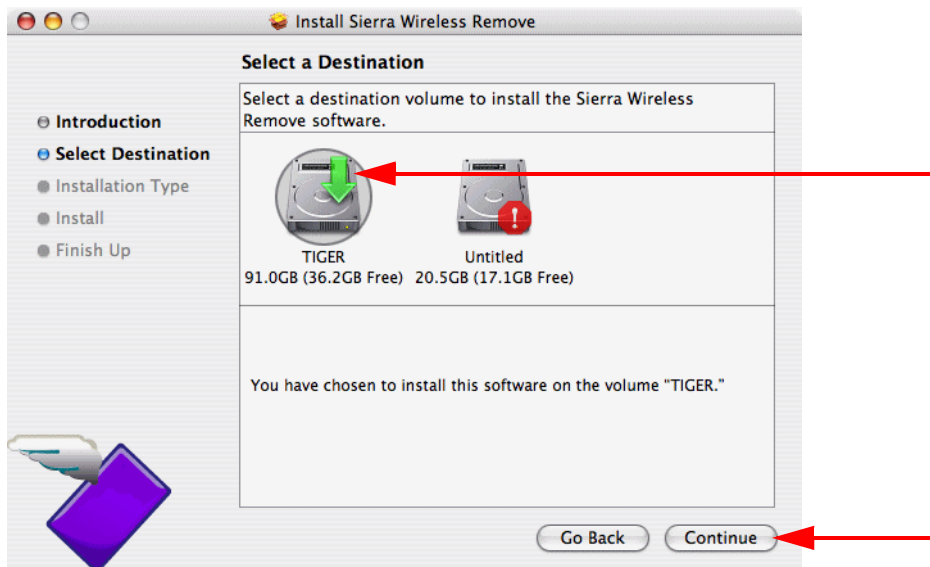 Install Sierra Wireless Remove
Select a Destination
Introduction
Select Destination
Installation Type
Install
Finish Up
Select a destination volume to install the Sierra Wireless
Remove software.
TIGER
91.0GB (36.2GB Free)
Untitled
20.5GB (17.1GB Free)
You have chosen to install this software on the volume "TIGER."
Go Back
Continue